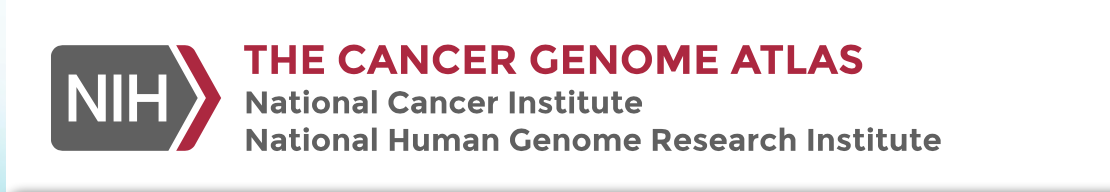 NIH
THE CANCER GENOME ATLAS
National Cancer Institute
National Human Genome Research Institute